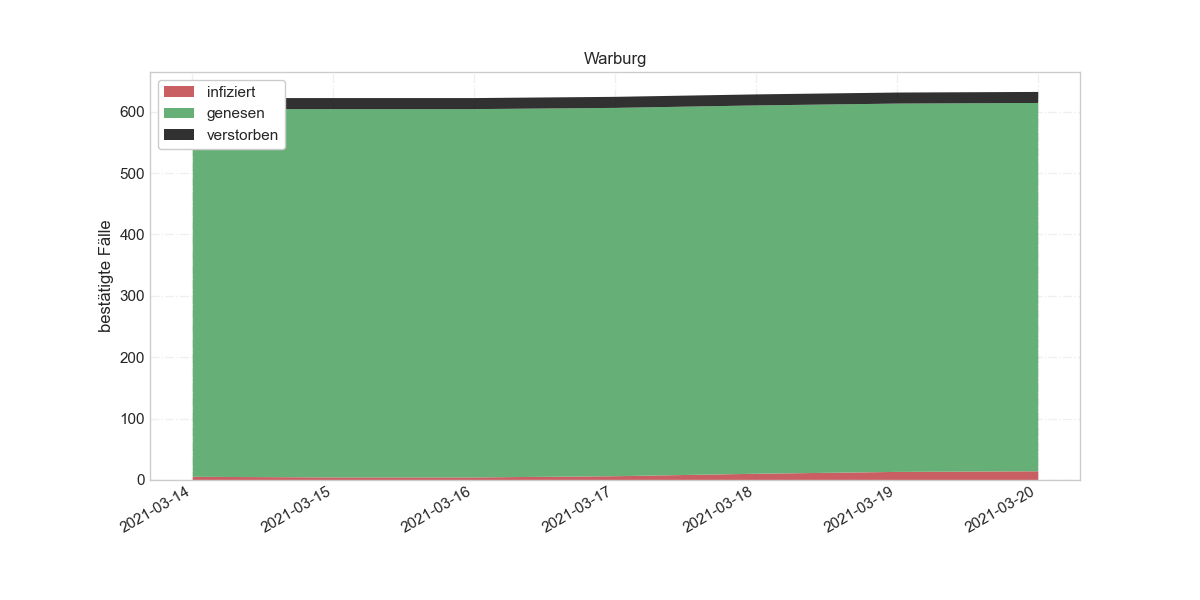 Warburg
infiziert
genesen
verstorben
bestätigte Fälle
600
500
400
300
200
100
0
2021-03-14
2021-03-15
2021-03-16
2021-03-17
2021-03-18
2021-03-19
2021-03-20